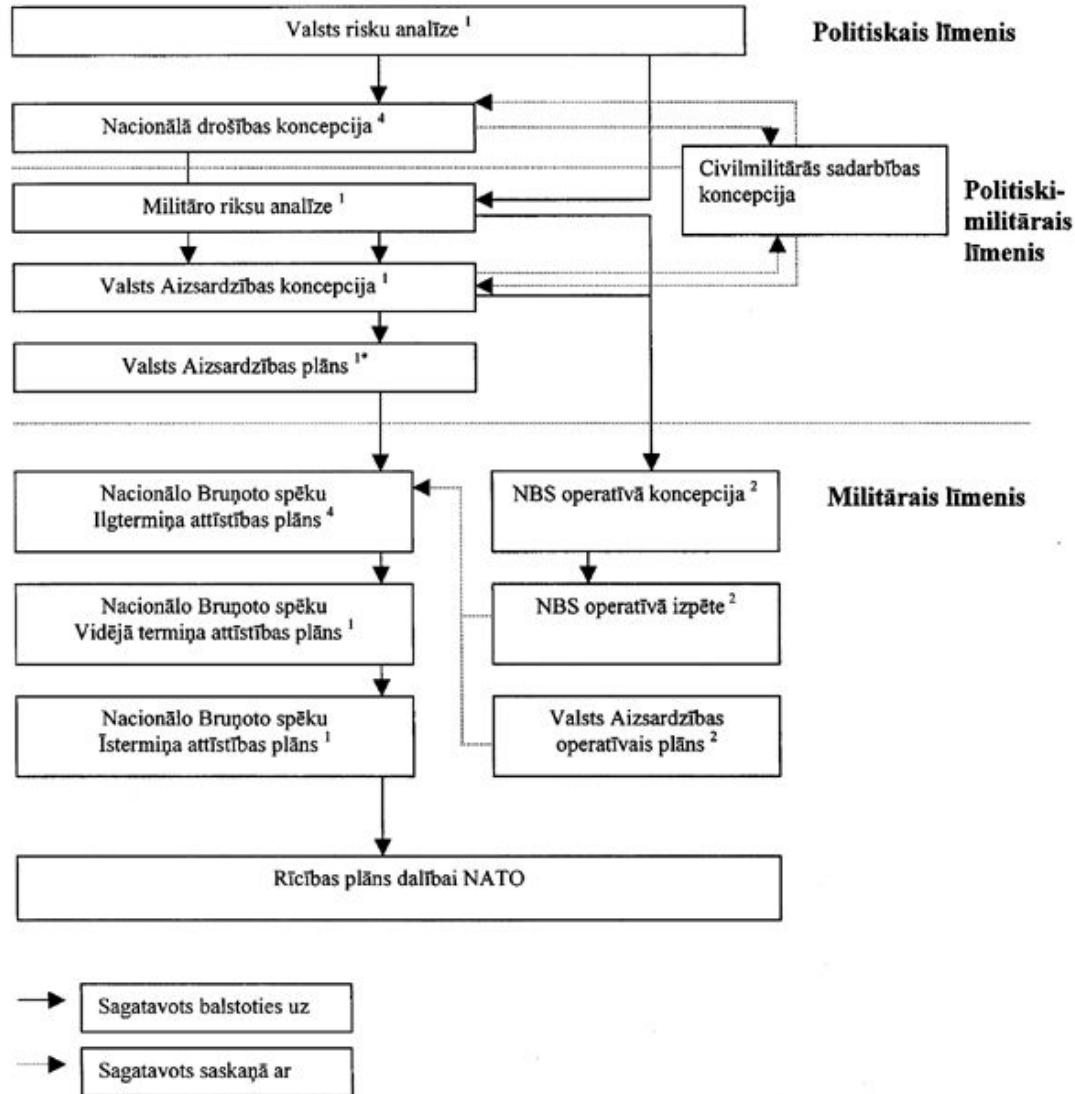 Valsts risku analīze ¹
Politiskais līmenis
Nacionālā drošības koncepcija ⁴
Civilmilitārās sadarbības
koncepcija
Politiski-
militārais
līmenis
Militāro riksu analīze ¹
Valsts Aizsardzības koncepcija ¹
Valsts Aizsardzības plāns ¹*
Nacionālo Bruņoto spēku
Ilgtermiņa attīstības plāns ⁴
NBS operatīvā koncepcija ²
Militārais līmenis
Nacionālo Bruņoto spēku
Vidējā termiņa attīstības plāns ¹
NBS operatīvā izpēte ²
Nacionālo Bruņoto spēku
Īstermiņa attīstības plāns ¹
Valsts Aizsardzības
operatīvais plāns ²
Rīcības plāns dalībai NATO
Sagatavots balstoties uz
Sagatavots saskaņā ar